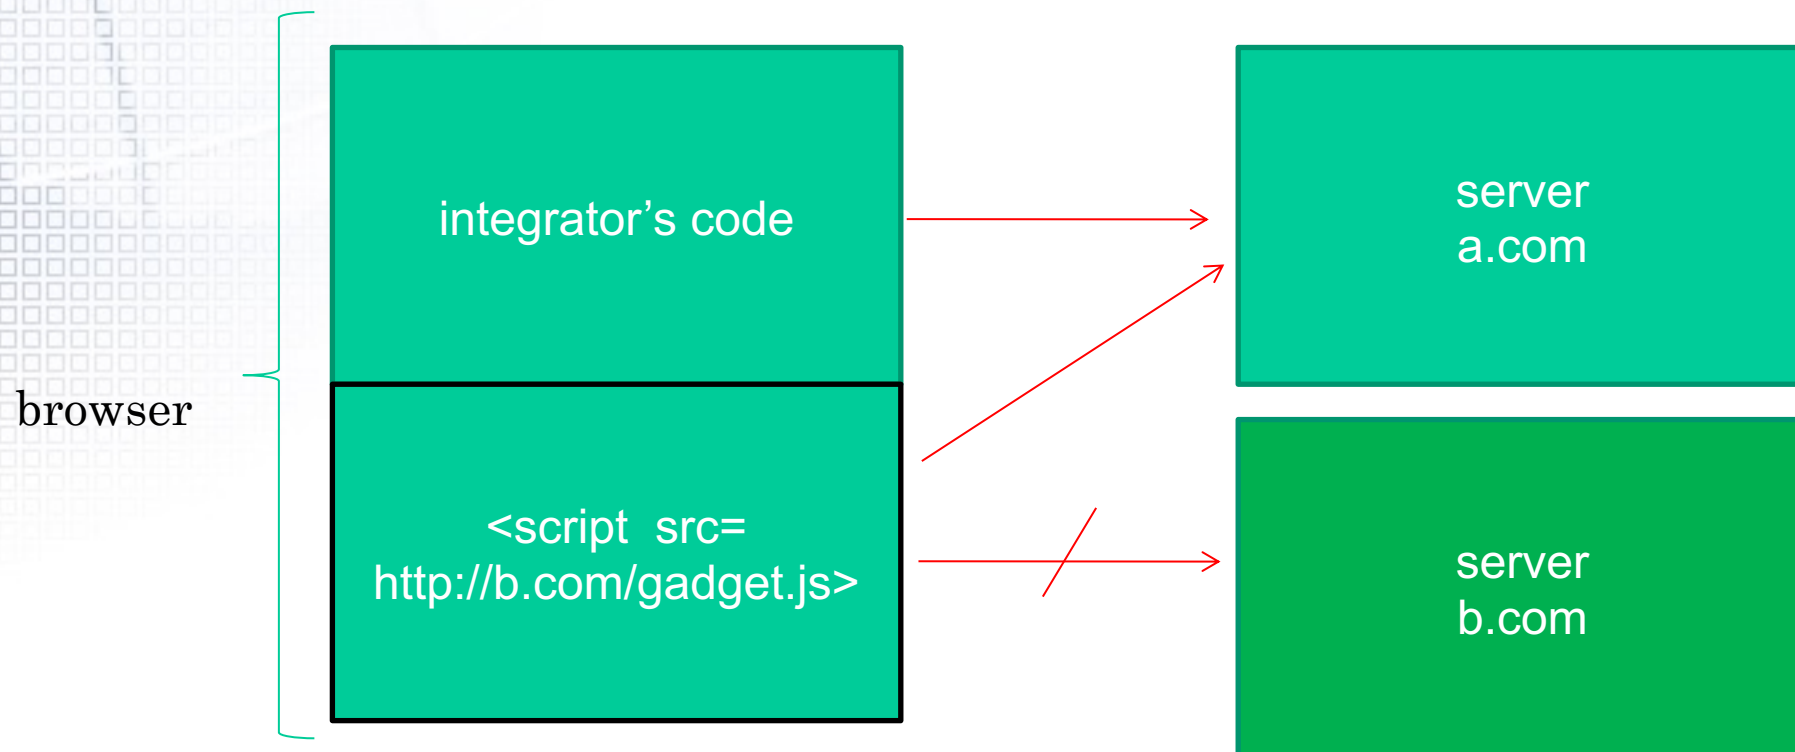 integrator’s code
server
a.com
browser
<script  src=
http://b.com/gadget.js>
server
b.com